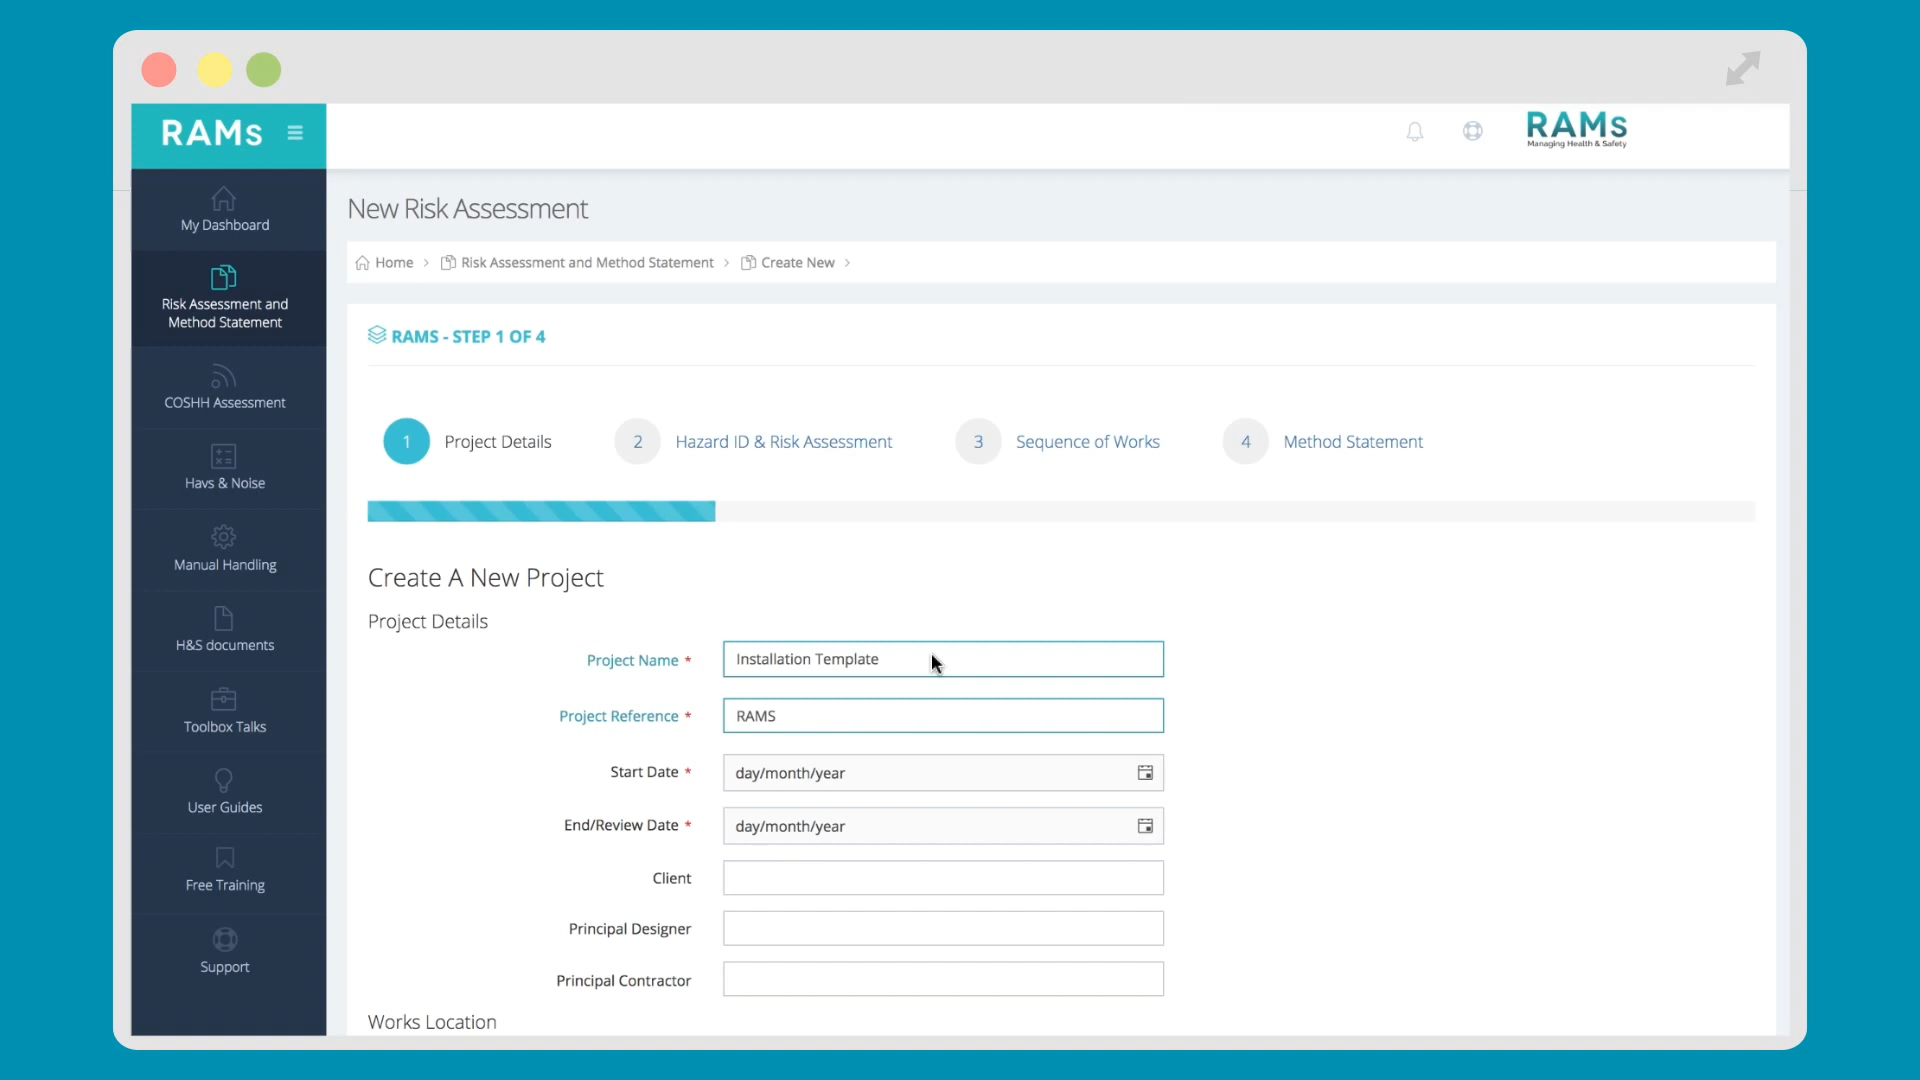 RAMs
RAMs
Managing Health & Safety
My Dashboard
Risk Assessment and
Method Statement
COSHH Assessment
Havs & Noise
Manual Handling
H&S documents
Toolbox Talks
User Guides
Free Training
Support
New Risk Assessment
Home > Risk Assessment and Method Statement > Create New >
RAMS - STEP 1 OF 4
1 Project Details 2 Hazard ID & Risk Assessment 3 Sequence of Works 4 Method Statement
Create A New Project
Project Details
Project Name * Installation Template
Project Reference * RAMS
Start Date * day/month/year
End/Review Date * day/month/year
Client
Principal Designer
Principal Contractor
Works Location